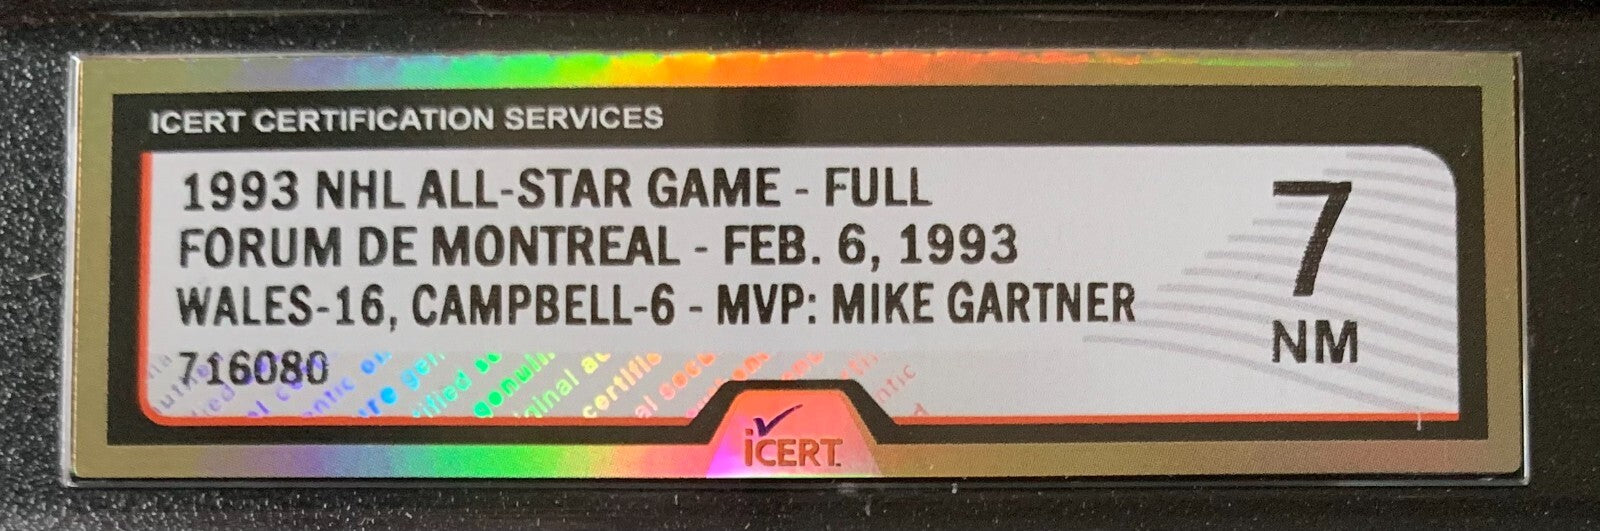 ICERT CERTIFICATION SERVICES
1993 NHL ALL-STAR GAME - FULL
FORUM DE MONTREAL - FEB. 6, 1993
WALES-16, CAMPBELL-6 - MVP: MIKE GARTNER
716080
7
NM
iCERT